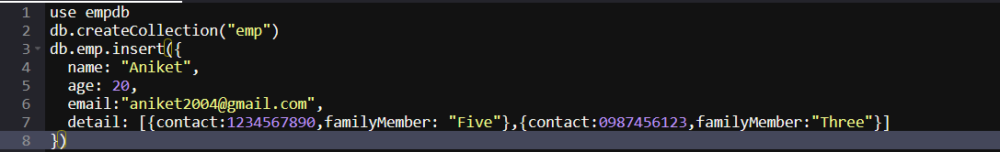 1 use empdb
2 db.createCollection("emp")
3 db.emp.insert({
4 name: "Aniket",
5 age: 20,
6 email:"aniket2004@gmail.com",
7 detail: [{contact:1234567890,familyMember: "Five"},{contact:0987456123,familyMember:"Three"}]
8 })